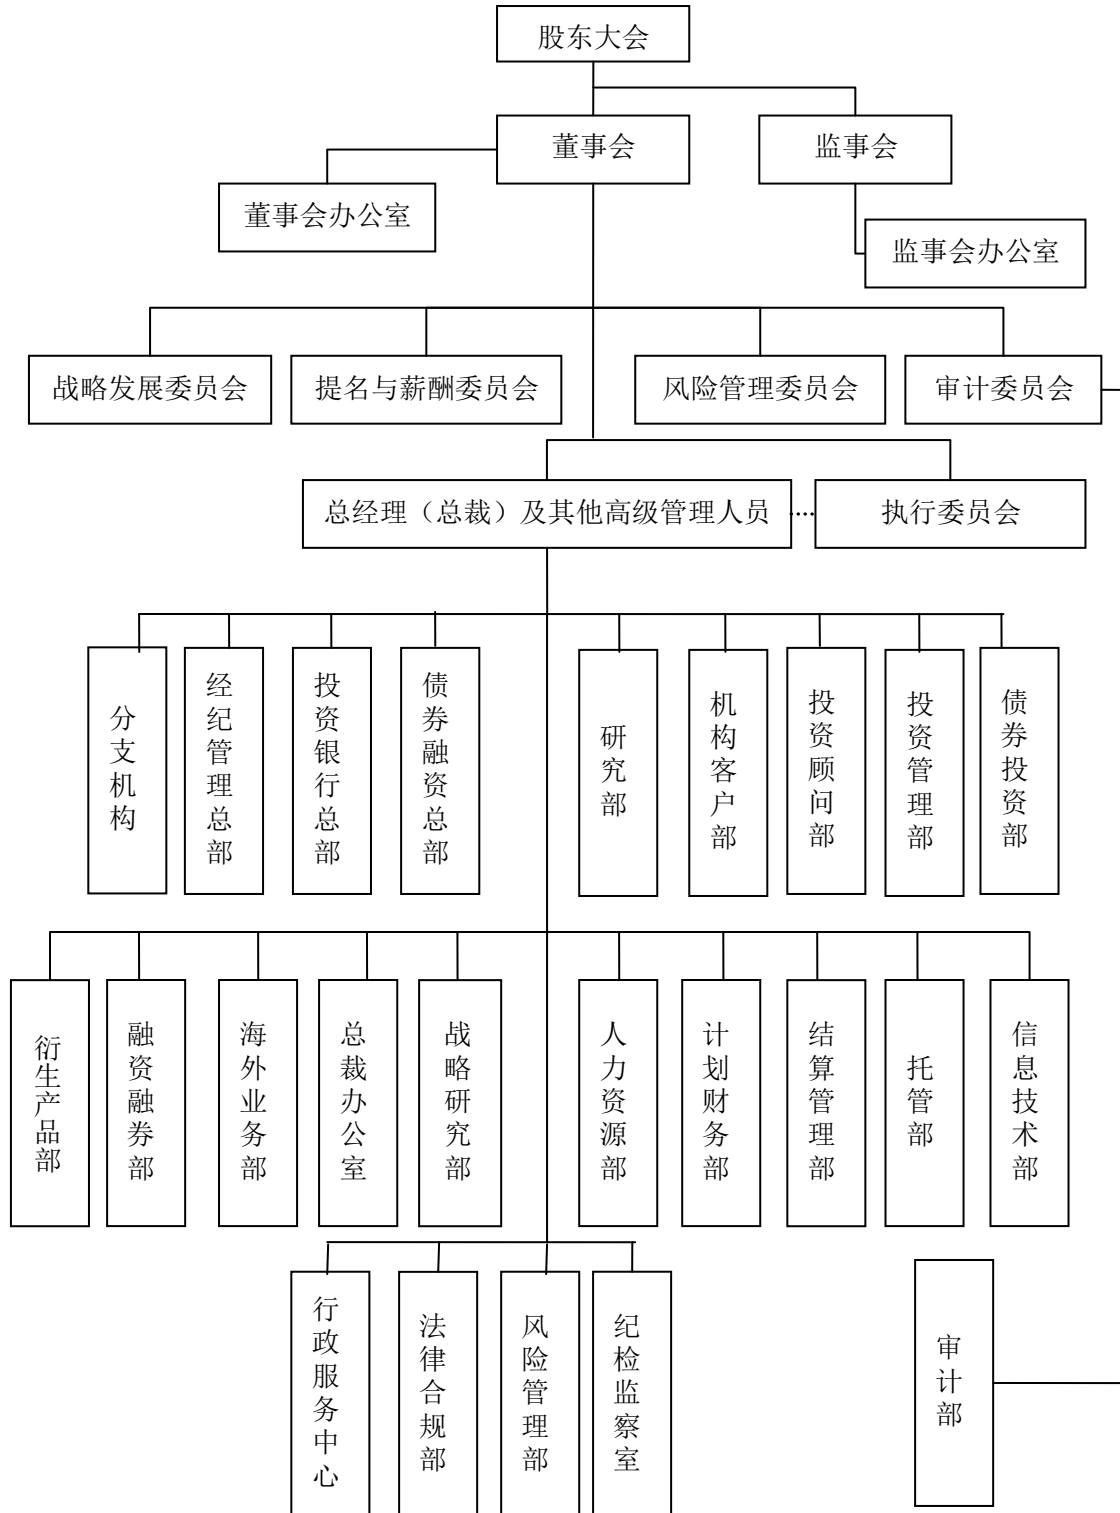 股东大会
董事会
监事会
董事会办公室
监事会办公室
战略发展委员会
提名与薪酬委员会
风险管理委员会
审计委员会
总经理（总裁）及其他高级管理人员
执行委员会
分支机构
经纪管理总部
投资银行总部
债券融资总部
研究部
机构客户部
投资顾问部
投资管理部
债券投资部
衍生产品部
融资融券部
海外业务部
总裁办公室
战略研究部
人力资源部
计划财务部
结算管理部
托管部
信息技术部
行政服务中心
法律合规部
风险管理部
纪检监察室
审计部